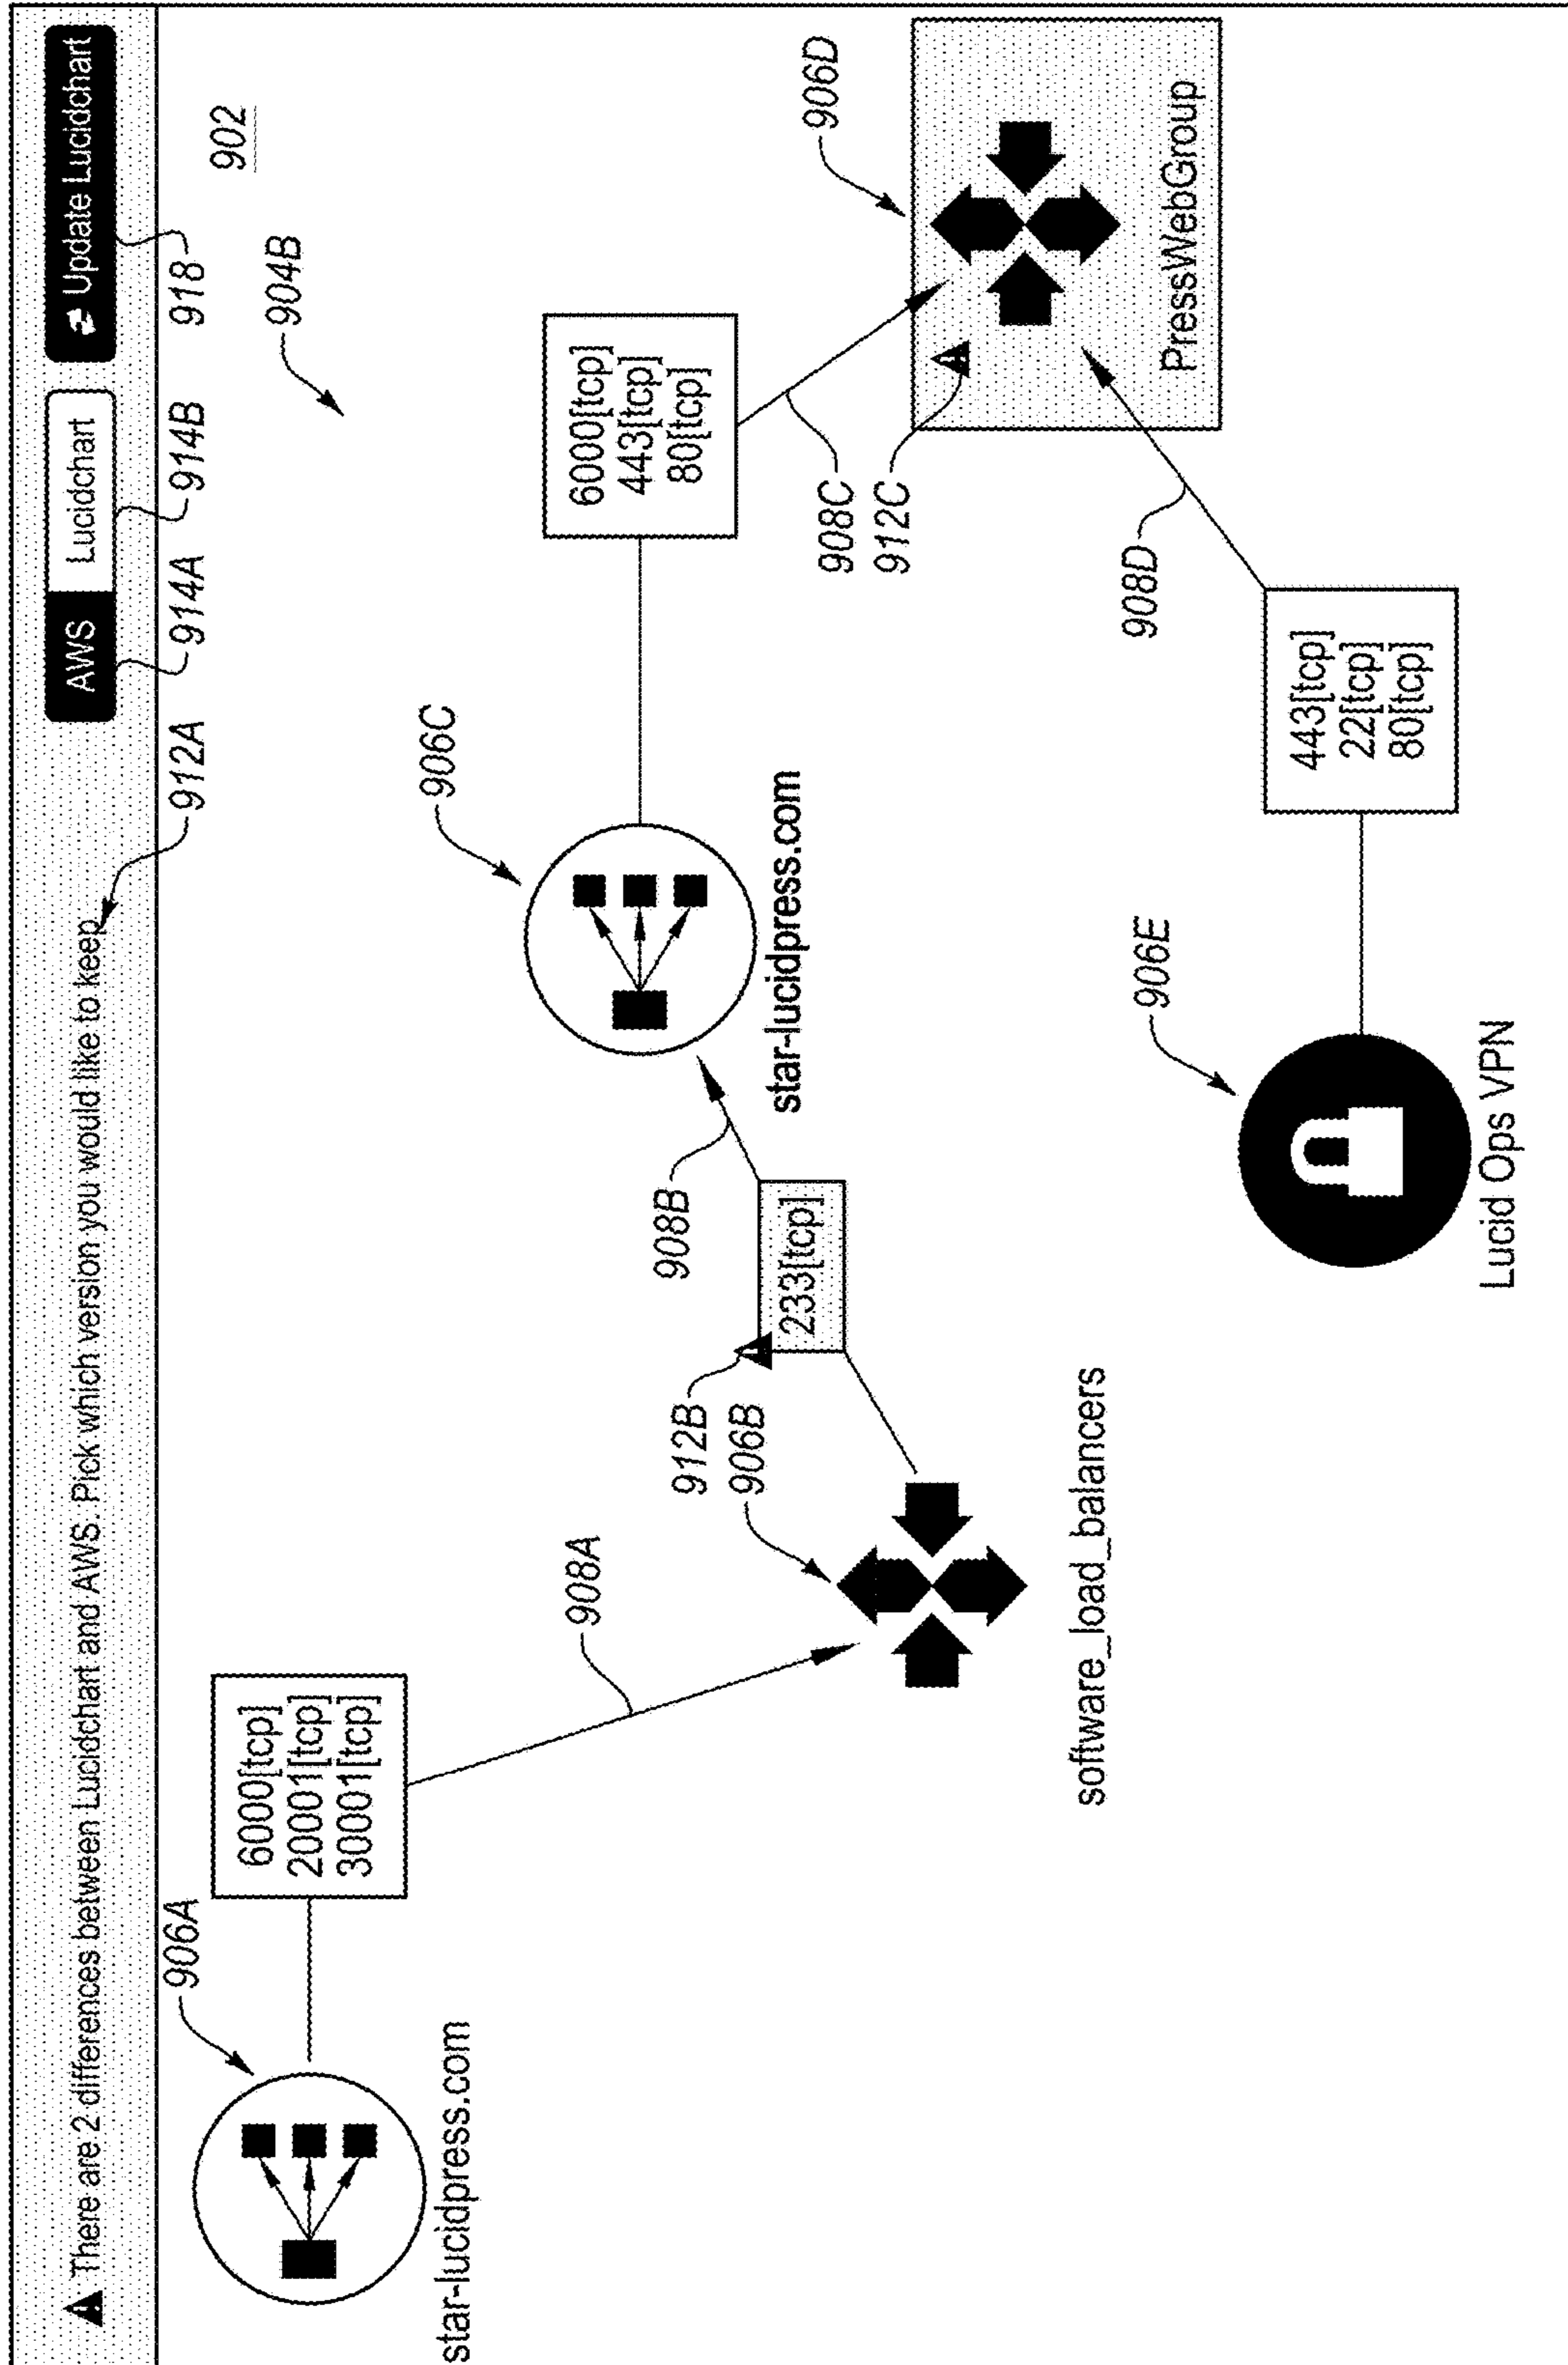 There are 2 differences between Lucidchart and AWS. Pick which version you would like to keep
AWS
Lucidchart
Update Lucidchart
912A
914A
914B
918
902
904B
906A
6000[tcp]
20001[tcp]
30001[tcp]
star-lucidpress.com
908A
906C
6000[tcp]
443[tcp]
80[tcp]
star-lucidpress.com
908B
912B
906B
233[tcp]
software_load_balancers
906D
908C
912C
PressWebGroup
908D
906E
443[tcp]
22[tcp]
80[tcp]
Lucid Ops VPN